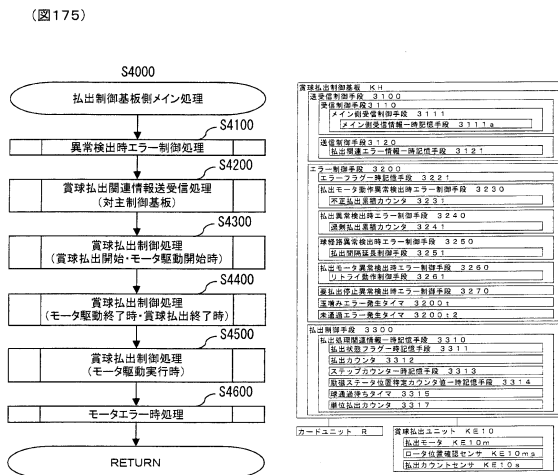 (図175)
S4000
払出制御基板側メイン処理
S4100
異常検出時エラー制御処理
S4200
賞球払出関連情報送受信処理
(対主制御基板)
S4300
賞球払出制御処理
(賞球払出開始・モータ駆動開始時)
S4400
賞球払出制御処理
(モータ駆動終了時・賞球払出終了時)
S4500
賞球払出制御処理
(モータ駆動実行時)
S4600
モータエラー時処理
RETURN
賞球払出制御基板 KH
送受信制御手段 3100
受信制御手段3110
メイン側受信制御手段 3111
メイン側受信情報一時記憶手段 3111a
送信制御手段3120
払出関連エラー情報一時記憶手段 3121
エラー制御手段 3200
エラーフラグ一時記憶手段 3221
払出モータ動作異常検出時エラー制御手段 3230
不正払出累積カウンタ 3231
払出異常検出時エラー制御手段 3240
過剰払出累積カウンタ 3241
球経路異常検出時エラー制御手段 3250
払出間隔延長制御手段 3251
払出モータ異常検出時エラー制御手段 3260
リトライ動作制御手段 3261
要払出停止異常検出時エラー制御手段 3270
玉噛みエラー発生タイマ 3200t
未通過エラー発生タイマ 3200t2
払出制御手段 3300
払出処理関連情報一時記憶手段 3310
払出状態フラグ一時記憶手段 3311
払出カウンタ 3312
ステップカウンタ一時記憶手段 3313
励磁ステータ位置特定カウンタ値一時記憶手段 3314
球通過待ちタイマ 3315
単位払出カウンタ 3317
カードユニット R
賞球払出ユニット KE10
払出モータ KE10m
ロータ位置確認センサ KE10ms
払出カウントセンサ KE10s